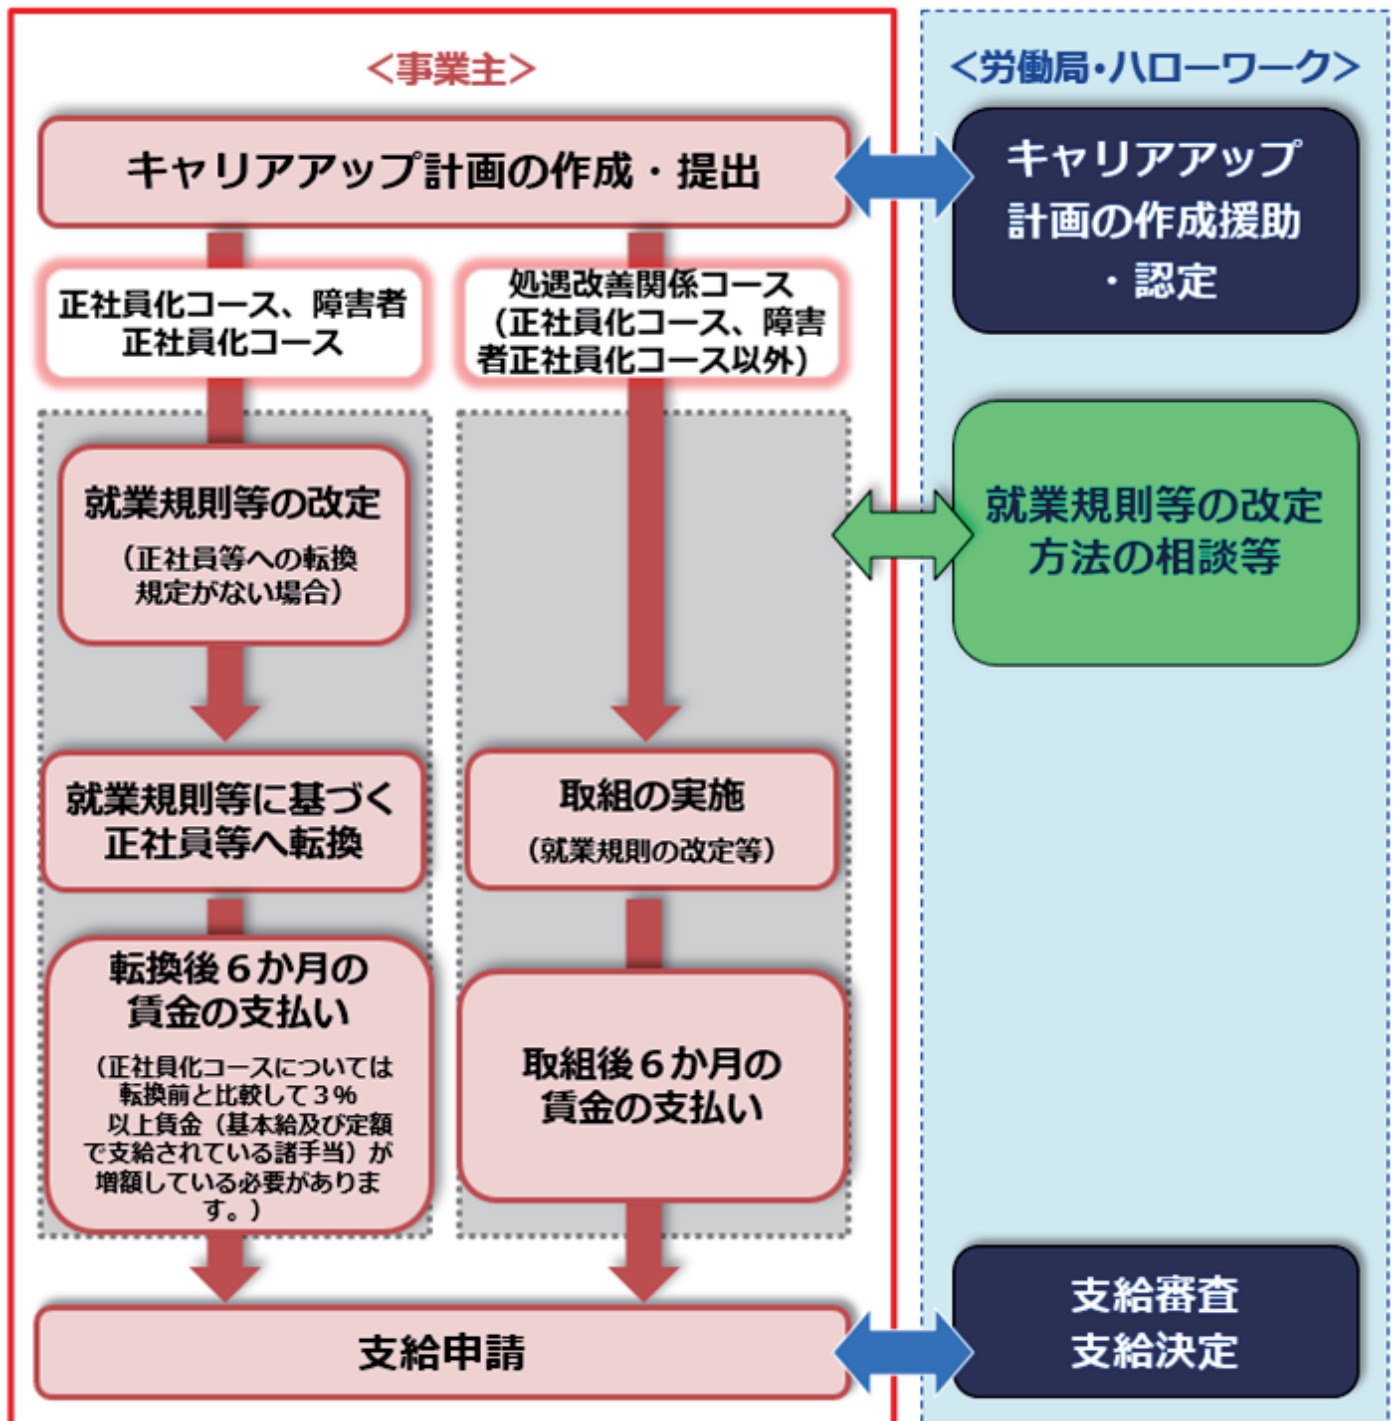 ＜事業主＞
キャリアアップ計画の作成・提出
正社員化コース、障害者
正社員化コース
処遇改善関係コース
（正社員化コース、障害
者正社員化コース以外）
就業規則等の改定
（正社員等への転換
規定がない場合）
就業規則等に基づく
正社員等へ転換
取組の実施
（就業規則の改定等）
転換後６か月の
賃金の支払い
（正社員化コースについては
転換前と比較して３％
以上賃金（基本給及び定額
で支給されている諸手当）が
増額している必要がありま
す。）
取組後６か月の
賃金の支払い
支給申請
＜労働局・ハローワーク＞
キャリアアップ
計画の作成援助
・認定
就業規則等の改定
方法の相談等
支給審査
支給決定